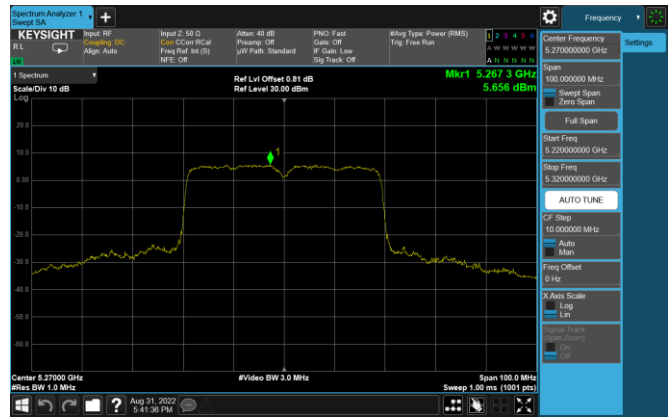 Spectrum Analyzer 1
Swept SA
+
Frequency
KEYSIGHT
RL
Input: RF
Coupling: DC
Align: Auto
Input Z: 50 Ω
Corr CCorr RCal
Freq Ref: Int (S)
NFE: Off
Atten: 40 dB
Preamp: Off
µW Path: Standard
PNO: Fast
Gate: Off
IF Gain: Low
Sig Track: Off
#Avg Type: Power (RMS)
Trig: Free Run
1 2 3 4 5 6
A W W W W W
A N N N N N
LW
1 Spectrum
Scale/Div 10 dB
Log
Ref Lvl Offset 0.81 dB
Ref Level 30.00 dBm
Mkr1 5.267 3 GHz
5.656 dBm
20.0
10.0
0.00
-10.0
-20.0
-30.0
-40.0
-50.0
-60.0
1
Center 5.27000 GHz
#Res BW 1.0 MHz
#Video BW 3.0 MHz
Span 100.0 MHz
Sweep 1.00 ms (1001 pts)
Center Frequency
5.270000000 GHz
Settings
Span
100.000000 MHz
Swept Span
Zero Span
Full Span
Start Freq
5.220000000 GHz
Stop Freq
5.320000000 GHz
AUTO TUNE
CF Step
10.000000 MHz
Auto
Man
Freq Offset
0 Hz
X Axis Scale
Log
Lin
Signal Track
(Span Zoom)
On
Off
?
Aug 31, 2022
5:41:36 PM